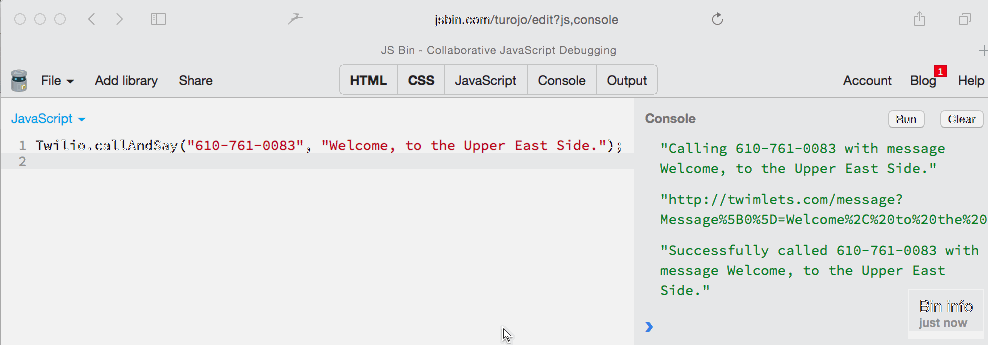 jsbin.com/turojo/edit?js,console
JS Bin - Collaborative JavaScript Debugging
File Add library Share HTML CSS JavaScript Console Output Account Blog 1 Help
JavaScript
1 Twilio.callAndSay("610-761-0083", "Welcome, to the Upper East Side.");
2
Console Run Clear
"Calling 610-761-0083 with message
Welcome, to the Upper East Side."
"http://twimlets.com/message?
Message%5B0%5D=Welcome%2C%20to%20the%20
"Successfully called 610-761-0083 with
message Welcome, to the Upper East
Side."
Bin info
just now